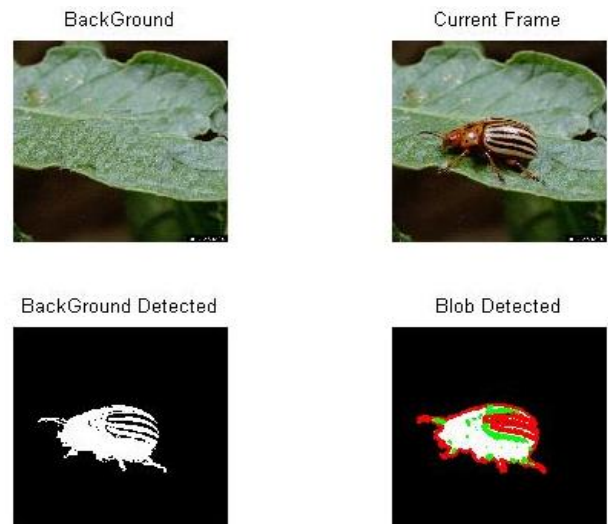 BackGround
Current Frame
BackGround Detected
Blob Detected